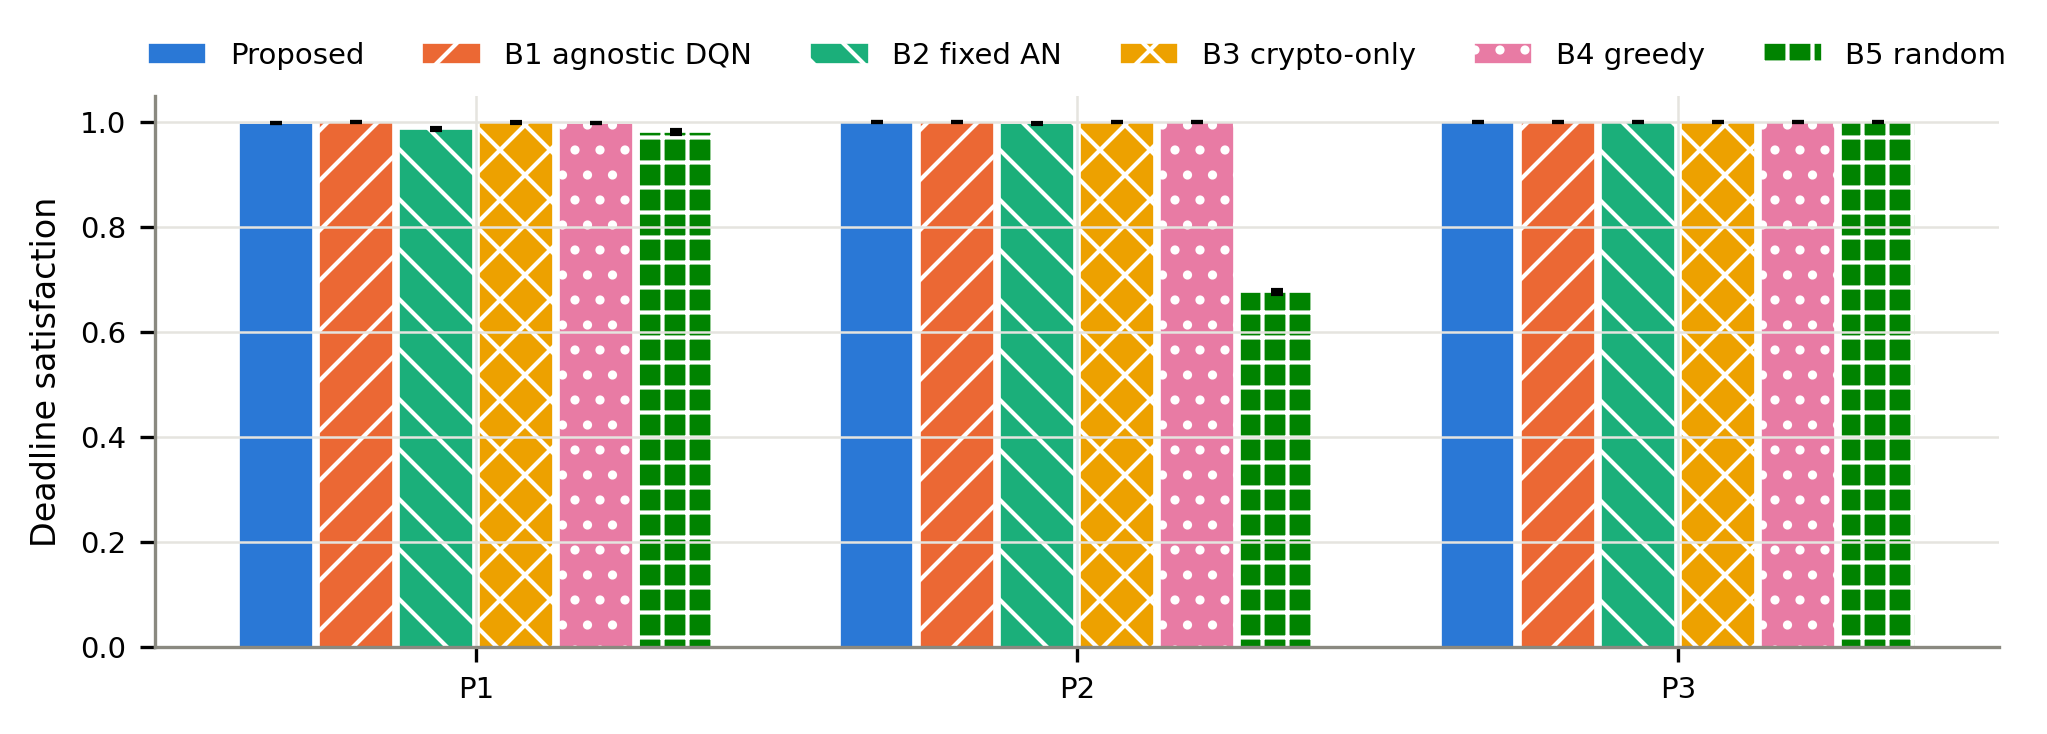 Proposed B1 agnostic DQN B2 fixed AN B3 crypto-only B4 greedy B5 random
Deadline satisfaction
1.0
0.8
0.6
0.4
0.2
0.0
P1 P2 P3